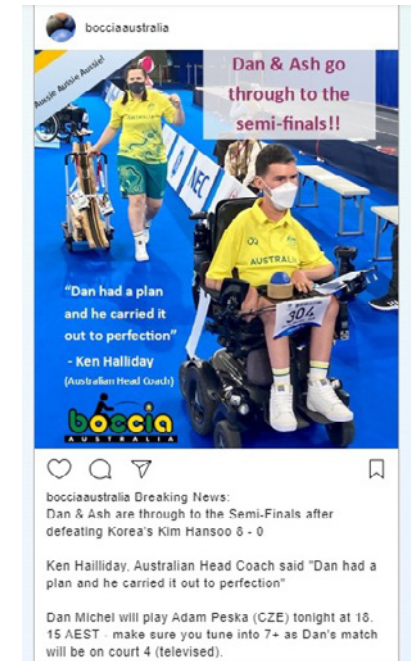 bocciaaustralia
Aussie Aussie Aussie!
Dan & Ash go
through to the
semi-finals!!
NEC
AUSTRALIA
304
"Dan had a plan
and he carried it
out to perfection"
- Ken Halliday
(Australian Head Coach)
boccia
AUSTRALIA
bocciaaustralia Breaking News:
Dan & Ash are through to the Semi-Finals after
defeating Korea's Kim Hansoo 8 - 0
Ken Hailliday, Australian Head Coach said "Dan had a
plan and he carried it out to perfection"
Dan Michel will play Adam Peska (CZE) tonight at 18.
15 AEST - make sure you tune into 7+ as Dan's match
will be on court 4 (televised).